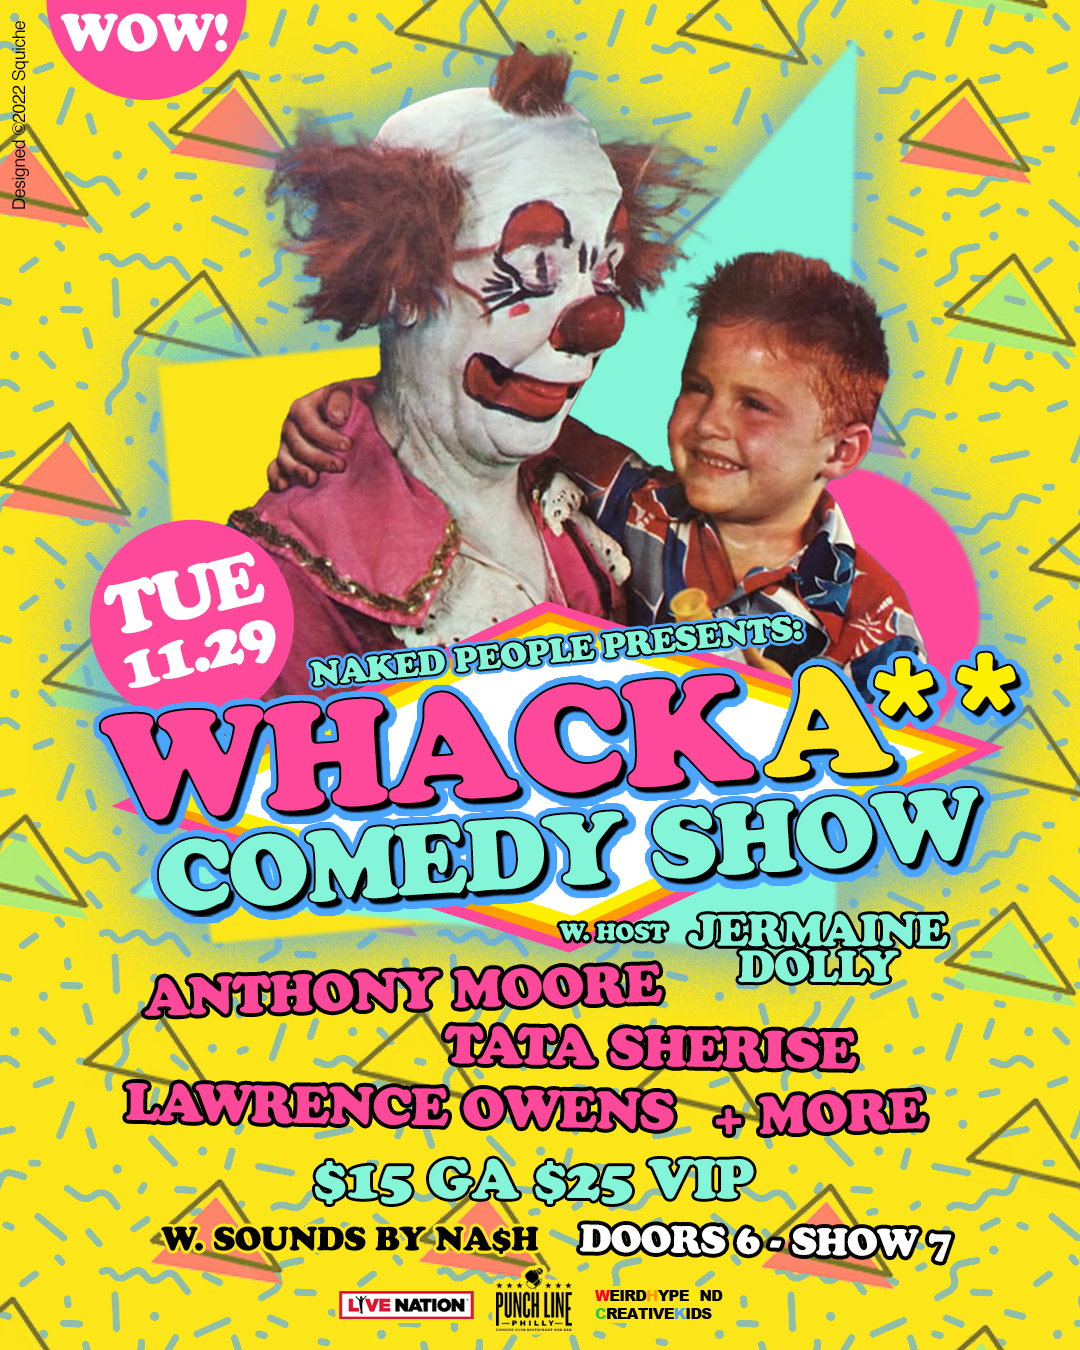 WOW!
Designed ©2022 Squiche
TUE
11.29
NAKED PEOPLE PRESENTS:
WHACK A**
COMEDY SHOW
W. HOST JERMAINE
DOLLY
ANTHONY MOORE
TATA SHERISE
LAWRENCE OWENS + MORE
$15 GA $25 VIP
W. SOUNDS BY NA$H DOORS 6 - SHOW 7
LIVE NATION
PUNCH LINE
PHILLY
WEIRDHYPE ND
CREATIVEKIDS